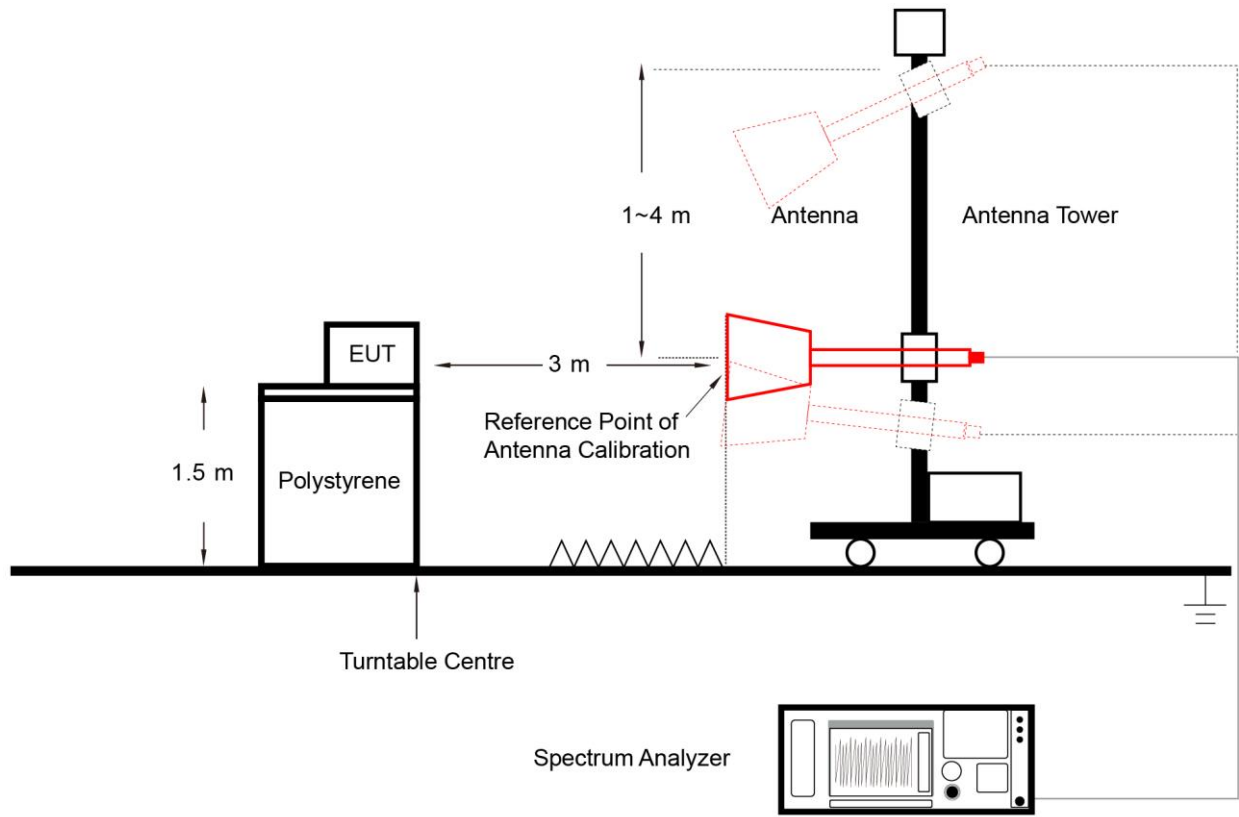 1~4 m
Antenna
Antenna Tower
EUT
3 m
Reference Point of
Antenna Calibration
1.5 m
Polystyrene
Turntable Centre
Spectrum Analyzer